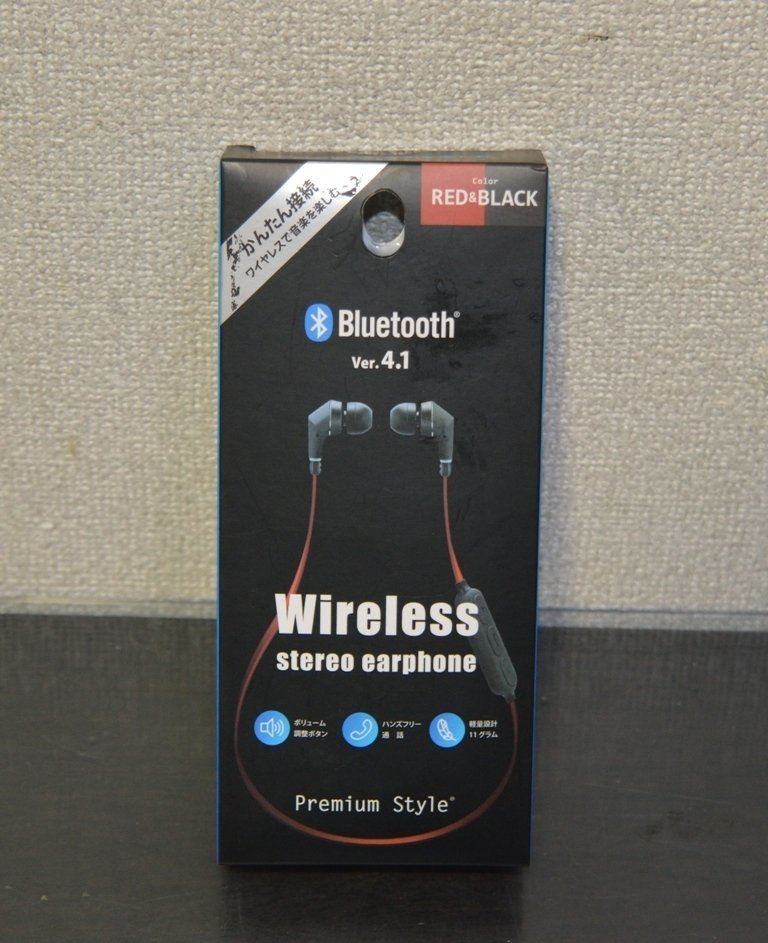 かんたん接続
ワイヤレスで音楽を楽しむ
Color
RED&BLACK
Bluetooth®
Ver.4.1
Wireless
stereo earphone
ボリューム
調整ボタン
ハンズフリー
通 話
軽量設計
11グラム
Premium Style®